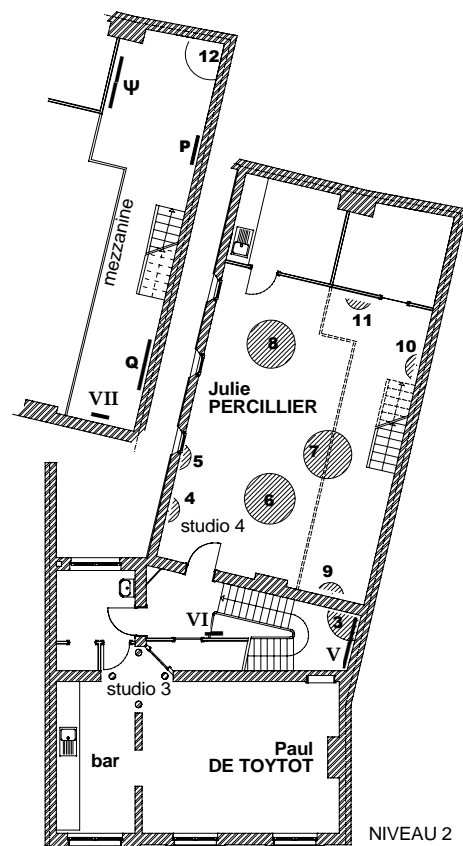 12
Ψ
P
mezzanine
Q
VII
11
10
8
Julie
PERCILLIER
7
5
6
4
studio 4
9
3
VI
V
studio 3
bar
Paul
DE TOYTOT
NIVEAU 2